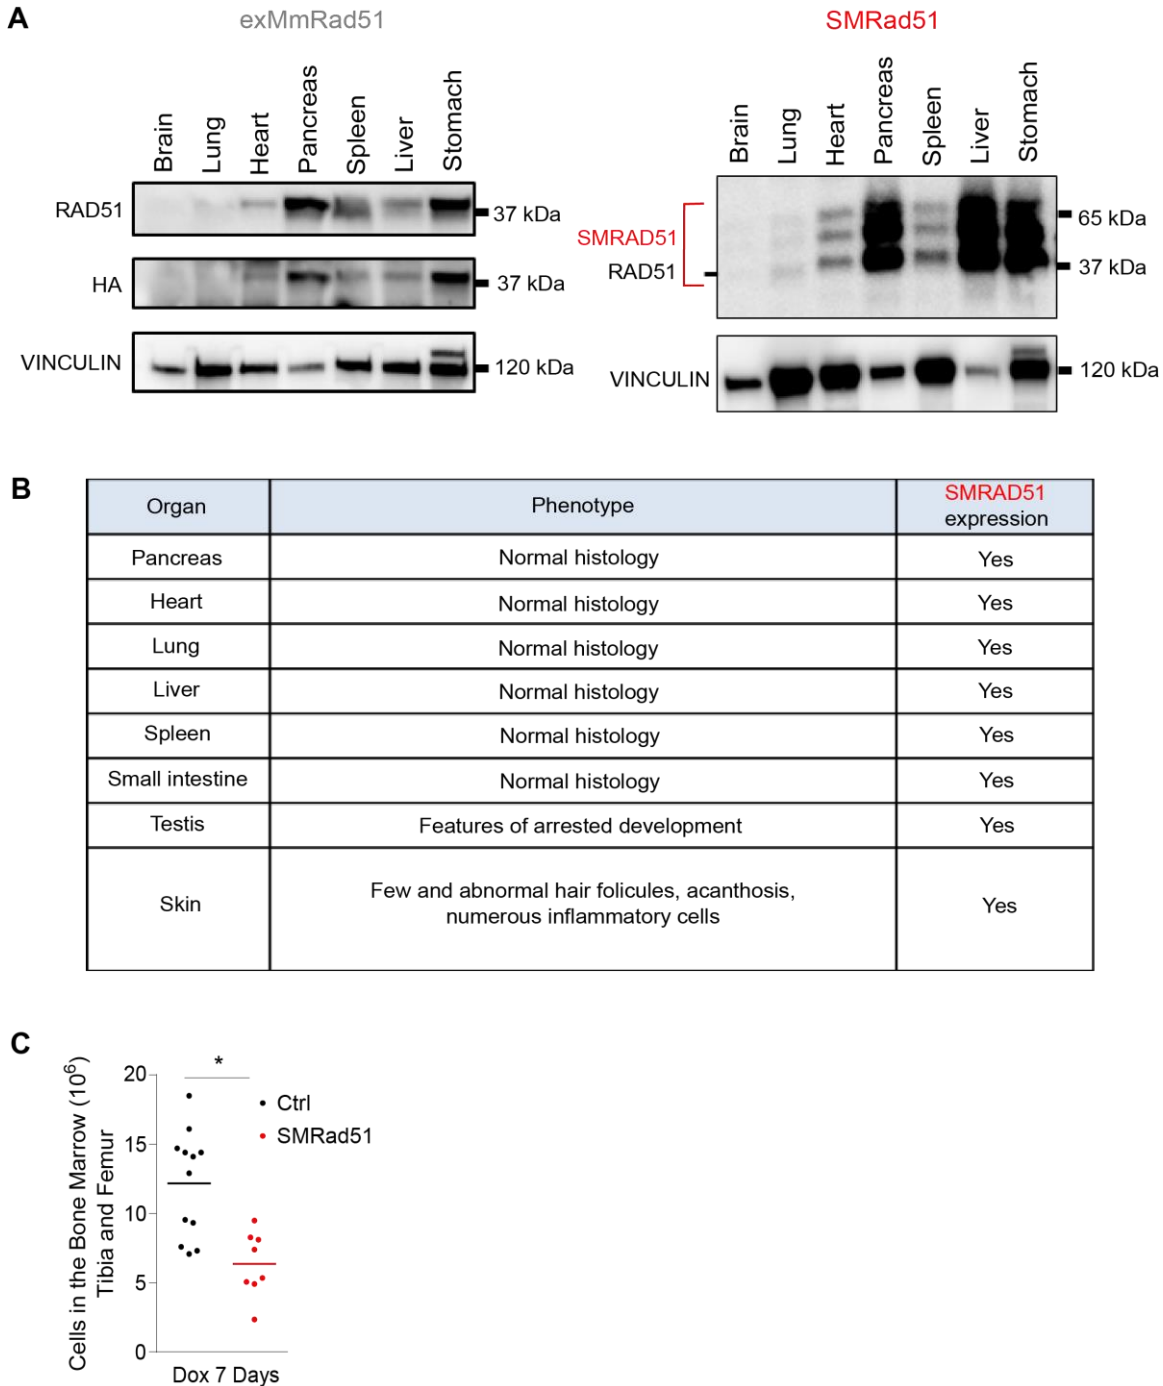 A
exMmRad51
SMRad51
Brain
Lung
Heart
Pancreas
Spleen
Liver
Stomach
RAD51
37 kDa
HA
37 kDa
VINCULIN
120 kDa
Brain
Lung
Heart
Pancreas
Spleen
Liver
Stomach
SMRAD51
RAD51
65 kDa
37 kDa
VINCULIN
120 kDa
B
Organ
Phenotype
SMRAD51
expression
Pancreas
Normal histology
Yes
Heart
Normal histology
Yes
Lung
Normal histology
Yes
Liver
Normal histology
Yes
Spleen
Normal histology
Yes
Small intestine
Normal histology
Yes
Testis
Features of arrested development
Yes
Skin
Few and abnormal hair folicules, acanthosis,
numerous inflammatory cells
Yes
C
Cells in the Bone Marrow (10⁶)
Tibia and Femur
20
15
10
5
0
*
Ctrl
SMRad51
Dox 7 Days